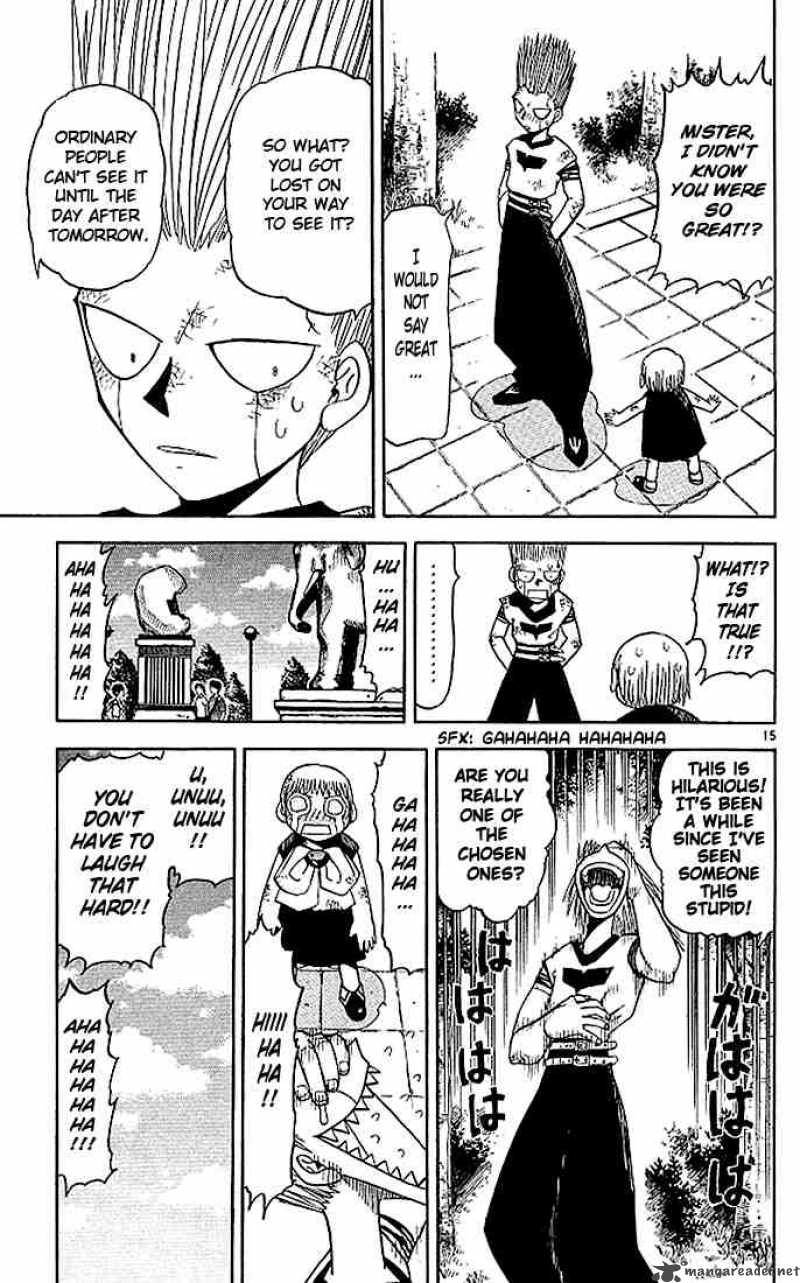 MISTER,
I DIDN'T
KNOW
YOU WERE
SO
GREAT!?
I
WOULD
NOT
SAY
GREAT
...
SO WHAT?
YOU GOT
LOST ON
YOUR WAY
TO SEE IT?
ORDINARY
PEOPLE
CAN'T SEE IT
UNTIL THE
DAY AFTER
TOMORROW.
WHAT!?
IS
THAT
TRUE
!!?
.........
HU
...
HA
HA
...
AHA
HA
HA
HA
HA
HA
!!
SFX: GAHAHAHA HAHAHAHA
15
THIS IS
HILARIOUS!
IT'S BEEN
A WHILE
SINCE I'VE
SEEN
SOMEONE
THIS
STUPID!
ARE YOU
REALLY
ONE OF
THE
CHOSEN
ONES?
がはははは
はははは
GA
HA
HA
HA
HA
...
HIIII
HA
HA
!!
U,
UNUU,
UNUU
!!
YOU
DON'T
HAVE TO
LAUGH
THAT
HARD!!
AHA
HA
HA
HA
HA
HA
!!!
mangareader.net